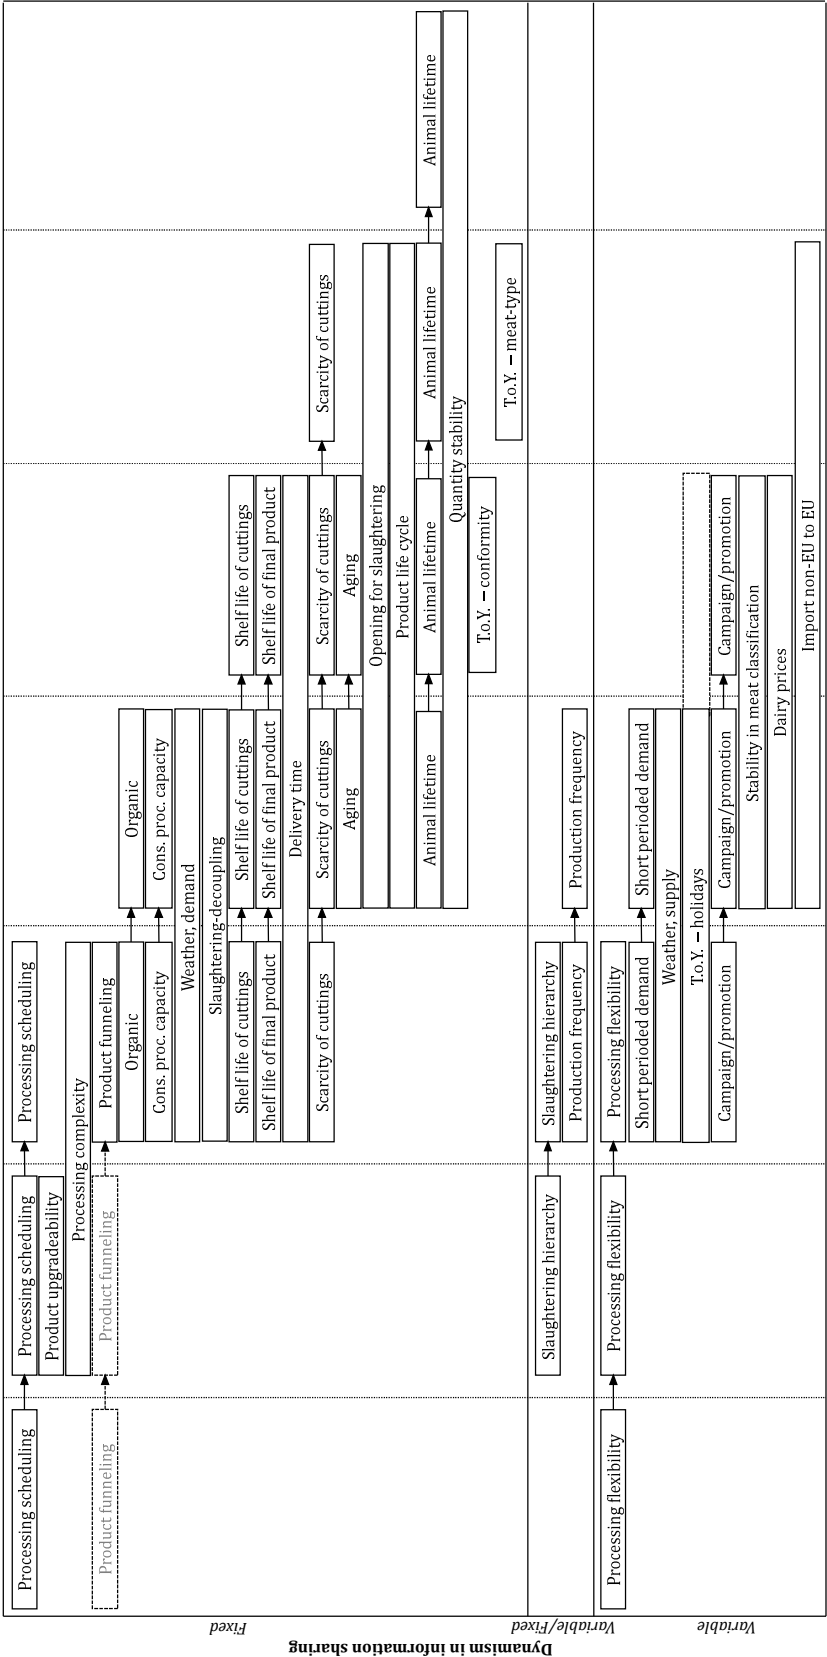 Dynamism in information sharing
Fixed
Processing scheduling
Processing scheduling
Processing scheduling
Product upgradeability
Processing complexity
Product funneling
Product funneling
Product funneling
Organic
Organic
Cons. proc. capacity
Cons. proc. capacity
Weather, demand
Slaughtering-decoupling
Shelf life of cuttings
Shelf life of cuttings
Shelf life of cuttings
Shelf life of final product
Shelf life of final product
Shelf life of final product
Delivery time
Scarcity of cuttings
Scarcity of cuttings
Scarcity of cuttings
Scarcity of cuttings
Aging
Aging
Opening for slaughtering
Product life cycle
Animal lifetime
Animal lifetime
Animal lifetime
Animal lifetime
Quantity stability
T.o.Y. – conformity
T.o.Y. – meat-type
Variable/Fixed
Slaughtering hierarchy
Slaughtering hierarchy
Production frequency
Production frequency
Variable
Processing flexibility
Processing flexibility
Processing flexibility
Short perioded demand
Short perioded demand
Weather, supply
T.o.Y. – holidays
Campaign/promotion
Campaign/promotion
Campaign/promotion
Stability in meat classification
Dairy prices
Import non-EU to EU